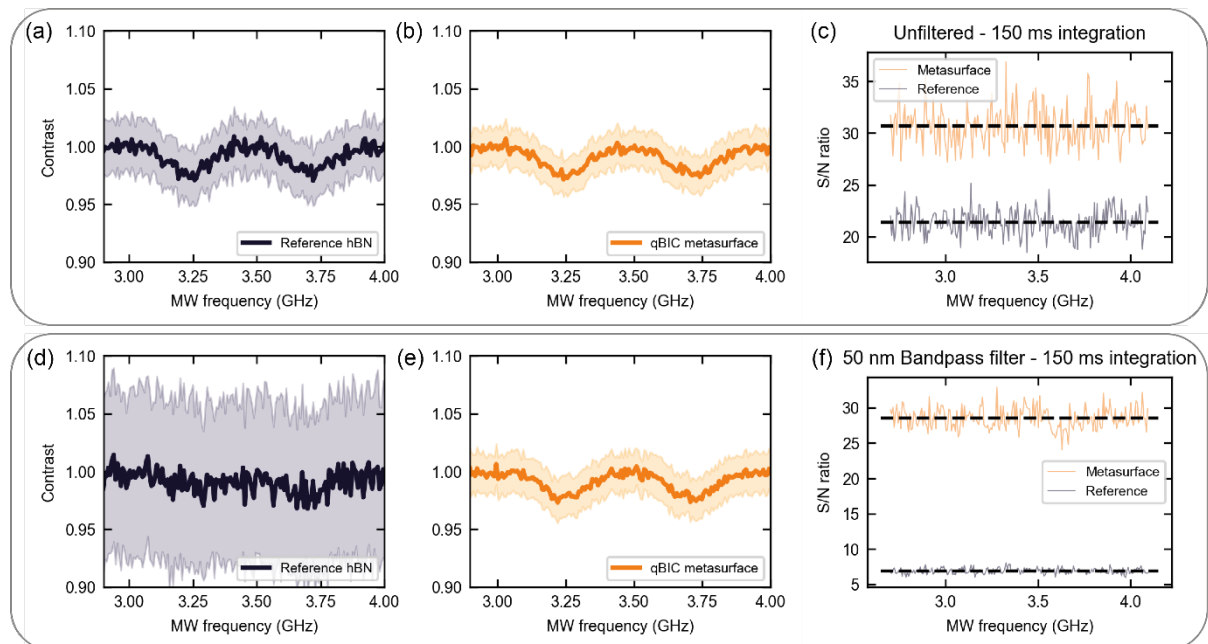 (a)
1.10
1.05
1.00
0.95
0.90
Contrast
Reference hBN
3.00
3.25
3.50
3.75
4.00
MW frequency (GHz)
(b)
1.10
1.05
1.00
0.95
0.90
qBIC metasurface
3.00
3.25
3.50
3.75
4.00
MW frequency (GHz)
(c)
Unfiltered - 150 ms integration
Metasurface
Reference
35
30
25
20
S/N ratio
3.0
3.5
4.0
MW frequency (GHz)
(d)
1.10
1.05
1.00
0.95
0.90
Contrast
Reference hBN
3.00
3.25
3.50
3.75
4.00
MW frequency (GHz)
(e)
1.10
1.05
1.00
0.95
0.90
qBIC metasurface
3.00
3.25
3.50
3.75
4.00
MW frequency (GHz)
(f)
50 nm Bandpass filter - 150 ms integration
30
25
20
15
10
5
S/N ratio
Metasurface
Reference
3.0
3.5
4.0
MW frequency (GHz)